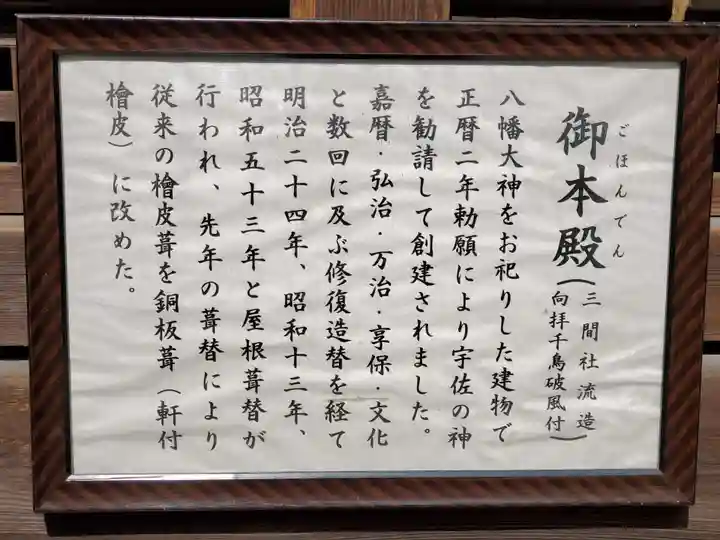 ごほんでん
御本殿(三間社流造
向拝千鳥破風付)
八幡大神をお祀りした建物で
正暦二年勅願により宇佐の神
を勧請して創建されました。
嘉暦・弘治・万治・享保・文化
と数回に及ぶ修復造替を経て
明治二十四年、昭和十三年、
昭和五十三年と屋根葺替が
行われ、先年の葺替により
従来の檜皮葺を銅板葺(軒付
檜皮)に改めた。